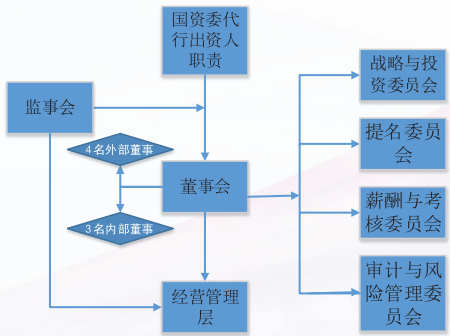 国资委代
行出资人
职责
监事会
4名外部董事
董事会
3名内部董事
经营管理
层
战略与投
资委员会
提名委员
会
薪酬与考
核委员会
审计与风
险管理委
员会